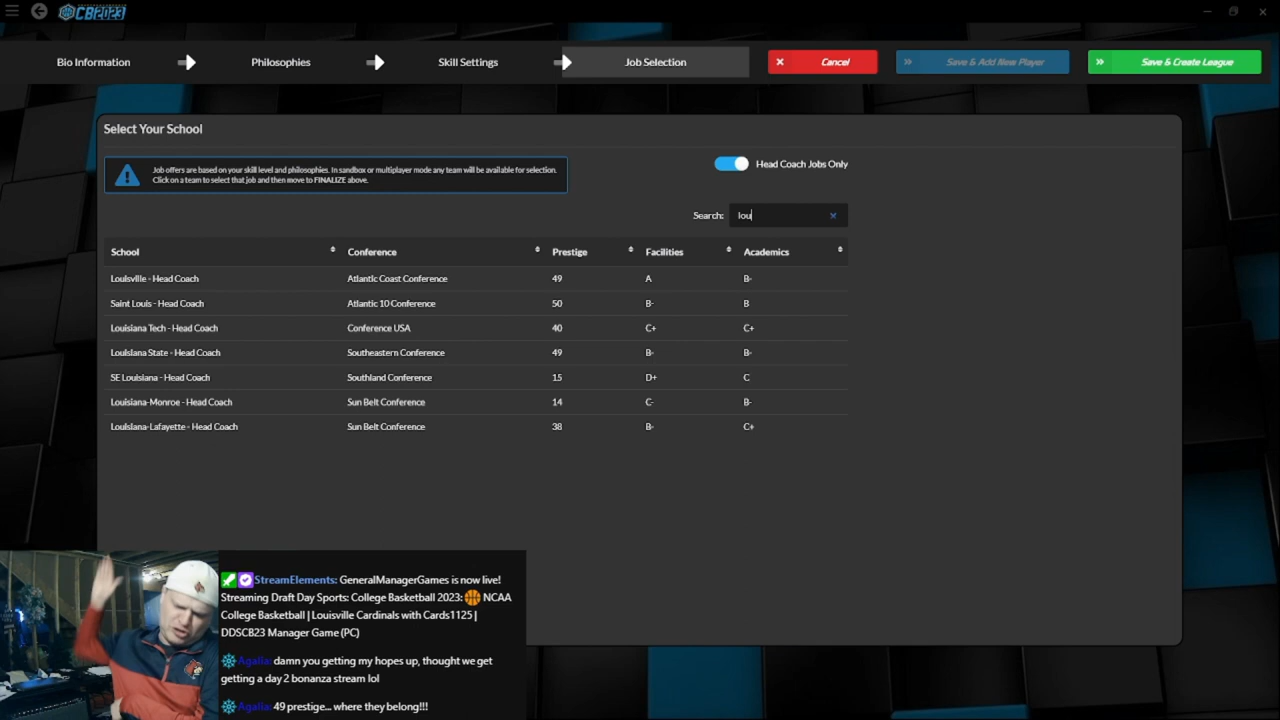 CB2023
Bio Information
Philosophies
Skill Settings
Job Selection
Cancel
Save & Add New Player
Save & Create League
Select Your School
Job offers are based on your skill level and philosophies. In sandbox or multiplayer mode any team will be available for selection.
Click on a team to select that job and then move to FINALIZE above.
Head Coach Jobs Only
Search: lou
School Conference Prestige Facilities Academics
Louisville - Head Coach Atlantic Coast Conference 49 A B-
Saint Louis - Head Coach Atlantic 10 Conference 50 B- B
Louisiana Tech - Head Coach Conference USA 40 C+ C+
Louisiana State - Head Coach Southeastern Conference 49 B- B-
SE Louisiana - Head Coach Southland Conference 15 D+ C
Louisiana-Monroe - Head Coach Sun Belt Conference 14 C- B-
Louisiana-Lafayette - Head Coach Sun Belt Conference 38 B- C+
StreamElements: GeneralManagerGames is now live!
Streaming Draft Day Sports: College Basketball 2023: 🏀 NCAA
College Basketball | Louisville Cardinals with Cards1125 |
DDSCB23 Manager Game (PC)
Agalia: damn you getting my hopes up, thought we get
getting a day 2 bonanza stream lol
Agalia: 49 prestige... where they belong!!!